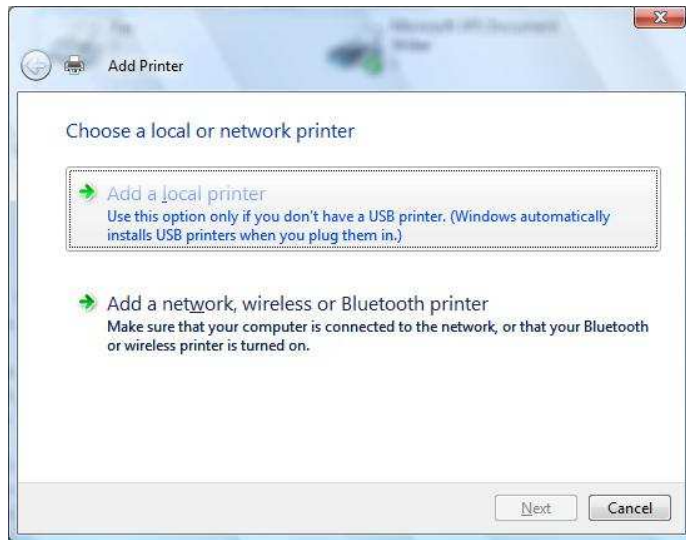 Add Printer
Choose a local or network printer
Add a local printer
Use this option only if you don't have a USB printer. (Windows automatically
installs USB printers when you plug them in.)
Add a network, wireless or Bluetooth printer
Make sure that your computer is connected to the network, or that your Bluetooth
or wireless printer is turned on.
Next
Cancel